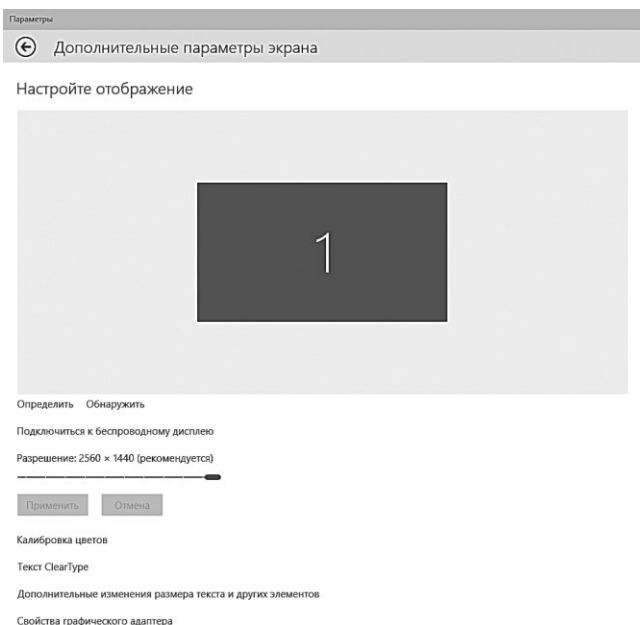 Параметры
Дополнительные параметры экрана
Настройте отображение
1
Определить Обнаружить
Подключиться к беспроводному дисплею
Разрешение: 2560 × 1440 (рекомендуется)
Применить Отмена
Калибровка цветов
Текст ClearType
Дополнительные изменения размера текста и других элементов
Свойства графического адаптера